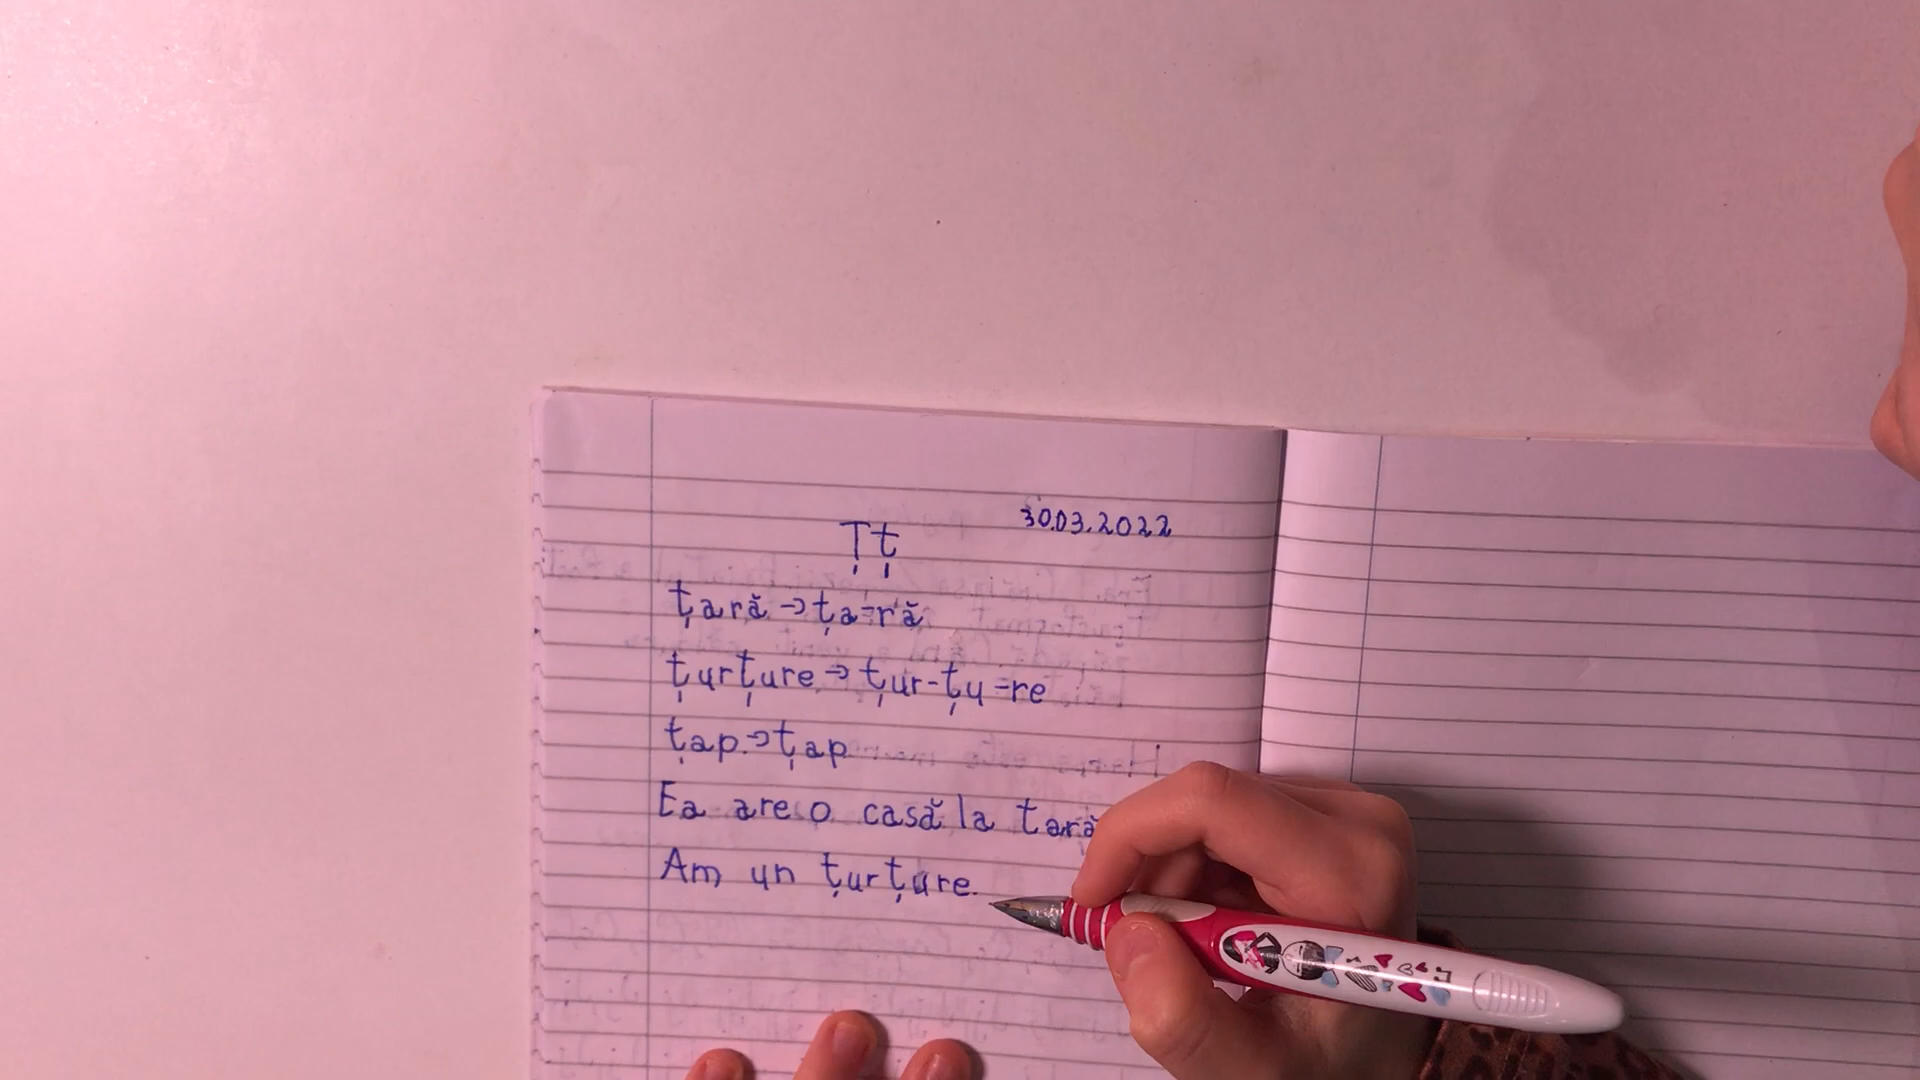 30.03.2022
Țț
țară → ța-ră
țurțure → țur-țu-re
țap. → țap
Ea are o casă la țară
Am un țurțure.